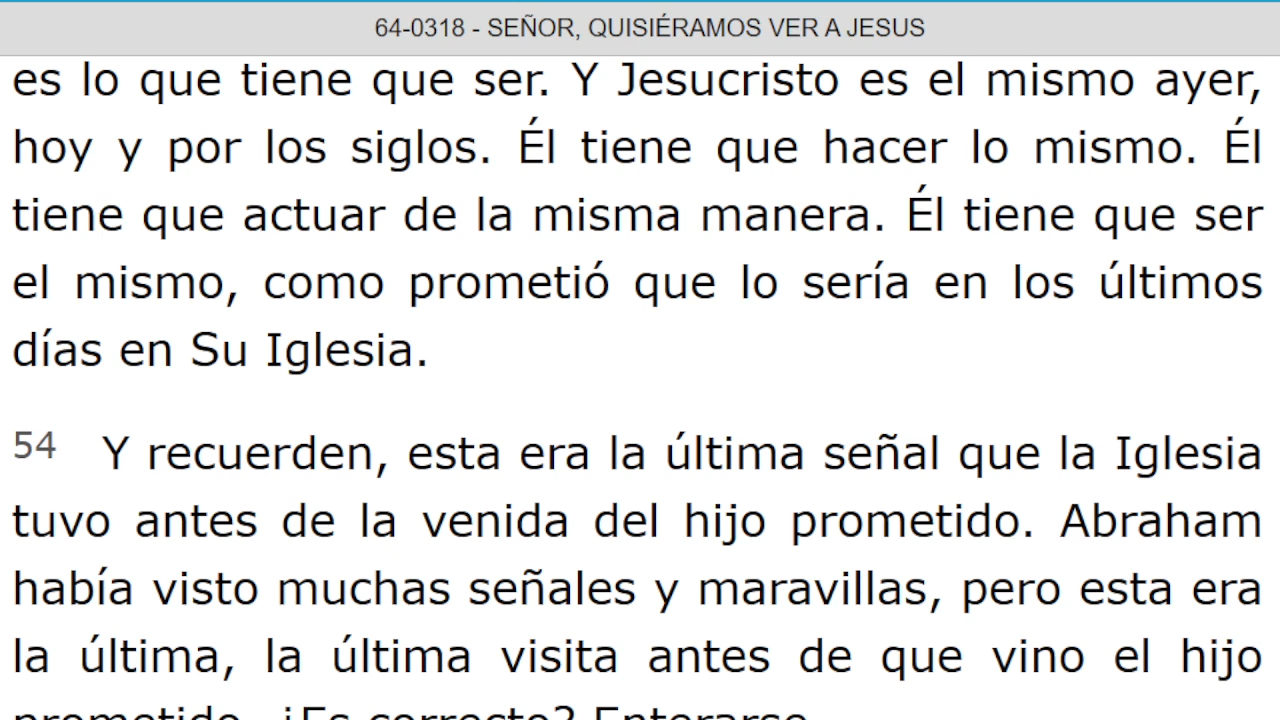 64-0318 - SEÑOR, QUISIÉRAMOS VER A JESUS
es lo que tiene que ser. Y Jesucristo es el mismo ayer,
hoy y por los siglos. Él tiene que hacer lo mismo. Él
tiene que actuar de la misma manera. Él tiene que ser
el mismo, como prometió que lo sería en los últimos
días en Su Iglesia.
54 Y recuerden, esta era la última señal que la Iglesia
tuvo antes de la venida del hijo prometido. Abraham
había visto muchas señales y maravillas, pero esta era
la última, la última visita antes de que vino el hijo
prometido. ¿Es correcto? Enterarse